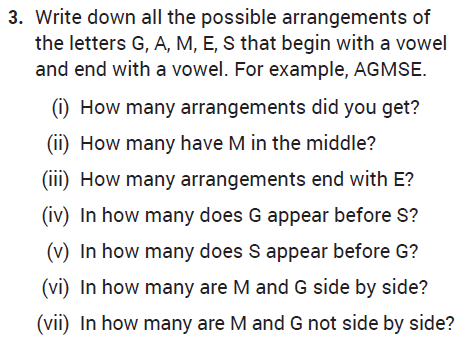 3. Write down all the possible arrangements of
the letters G, A, M, E, S that begin with a vowel
and end with a vowel. For example, AGMSE.
(i) How many arrangements did you get?
(ii) How many have M in the middle?
(iii) How many arrangements end with E?
(iv) In how many does G appear before S?
(v) In how many does S appear before G?
(vi) In how many are M and G side by side?
(vii) In how many are M and G not side by side?